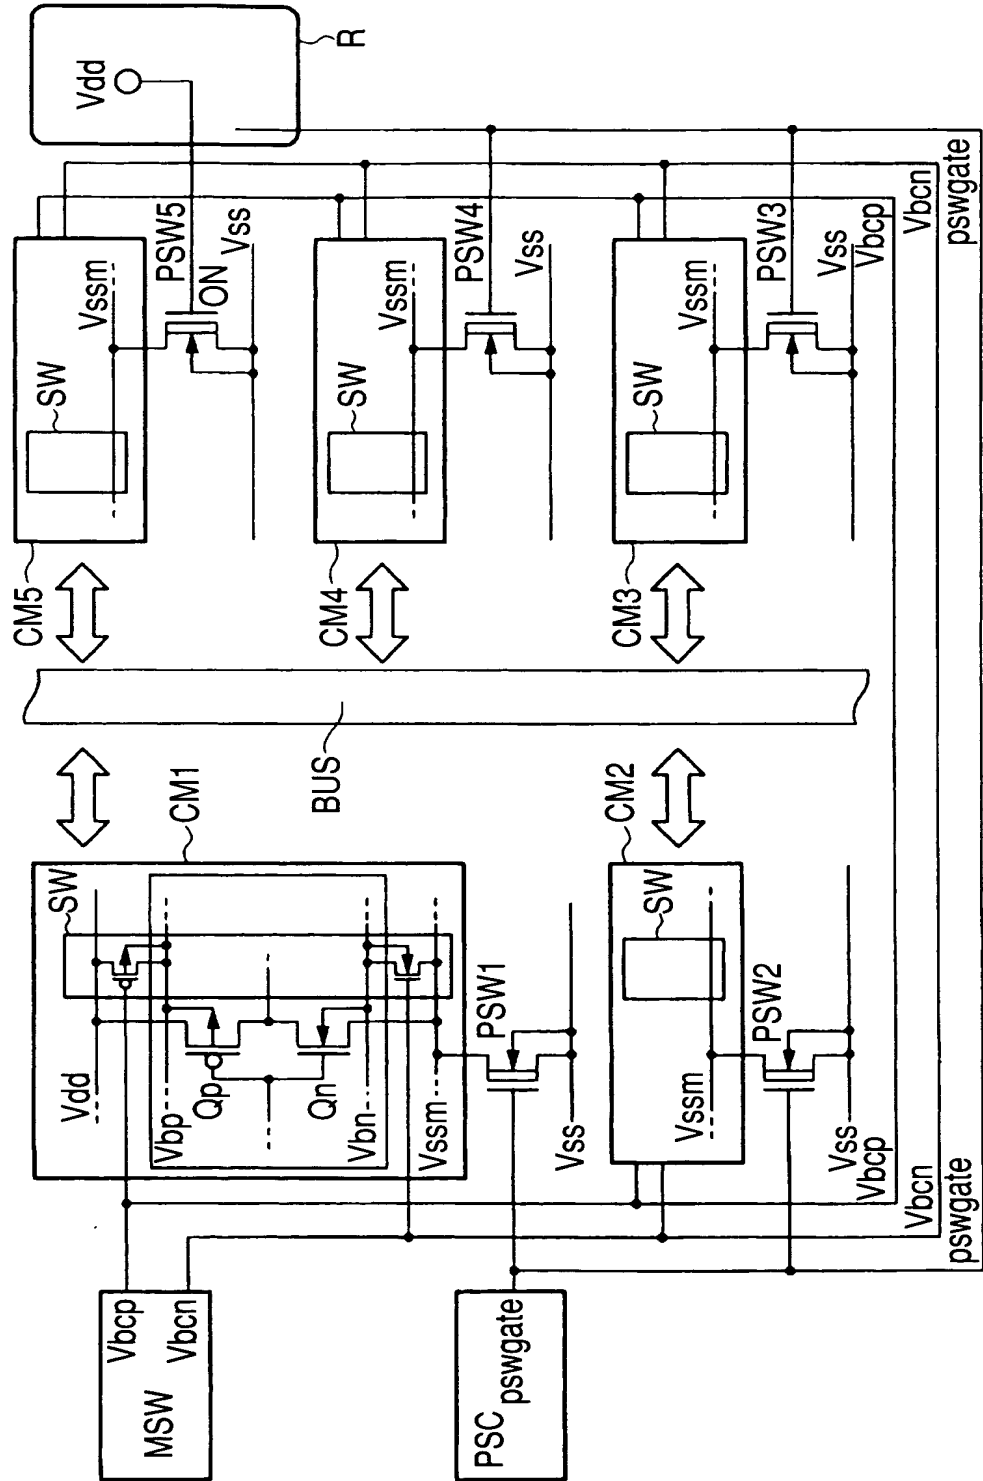 MSW
Vbcp
Vbcn
PSC
pswgate
CM1
SW
Vdd
Vbp
Qp
Qn
Vbn
Vssm
PSW1
Vss
CM2
SW
Vssm
PSW2
Vss
Vbcp
Vbcn
pswgate
BUS
CM5
SW
Vssm
PSW5
ON
Vss
CM4
SW
Vssm
PSW4
Vss
CM3
SW
Vssm
PSW3
Vss
Vbcp
Vbcn
pswgate
Vdd
R